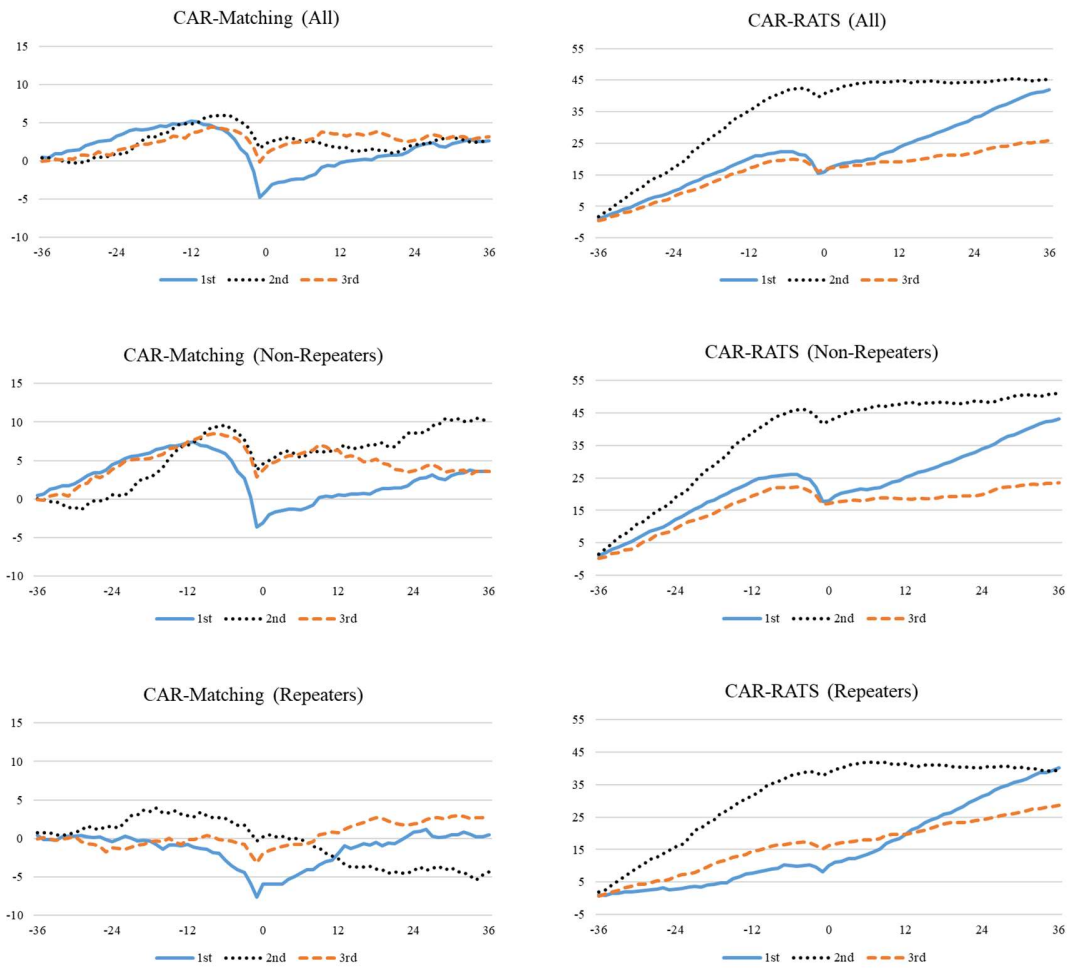 CAR-Matching (All)
15
10
5
0
-5
-10
-36 -24 -12 0 12 24 36
1st 2nd 3rd
CAR-RATS (All)
55
45
35
25
15
5
-5
-36 -24 -12 0 12 24 36
1st 2nd 3rd
CAR-Matching (Non-Repeaters)
15
10
5
0
-5
-10
-36 -24 -12 0 12 24 36
1st 2nd 3rd
CAR-RATS (Non-Repeaters)
55
45
35
25
15
5
-5
-36 -24 -12 0 12 24 36
1st 2nd 3rd
CAR-Matching (Repeaters)
15
10
5
0
-5
-10
-36 -24 -12 0 12 24 36
1st 2nd 3rd
CAR-RATS (Repeaters)
55
45
35
25
15
5
-5
-36 -24 -12 0 12 24 36
1st 2nd 3rd